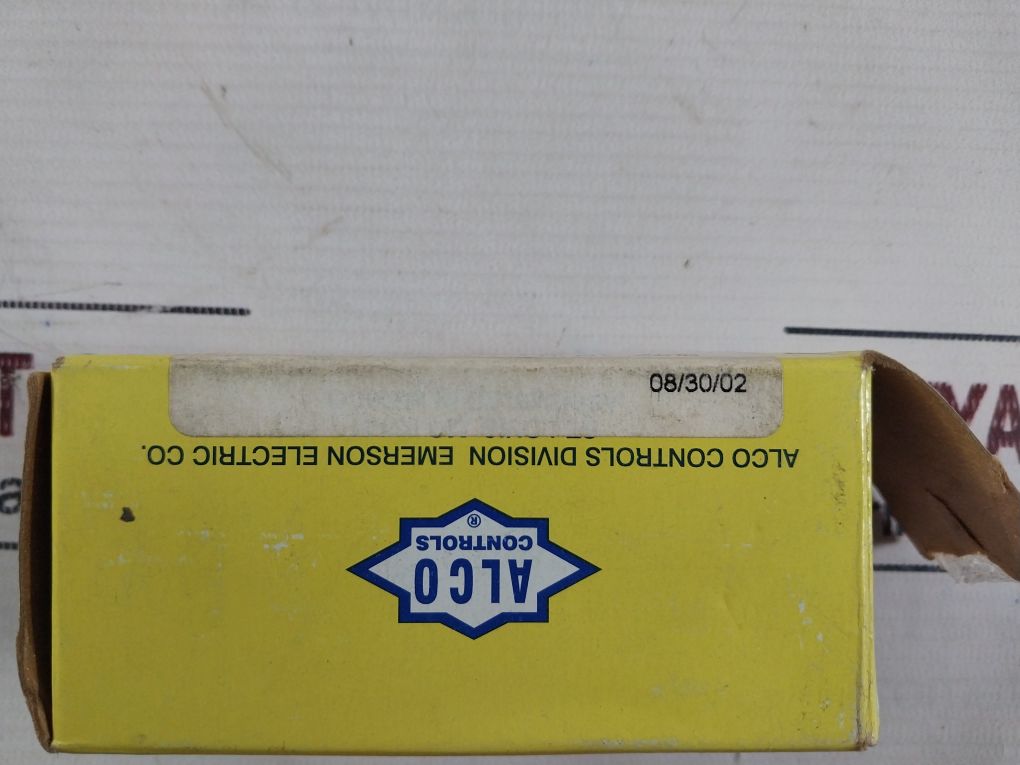 08/30/02
ALCO CONTROLS DIVISION EMERSON ELECTRIC CO.
®
CONTROLS
ALCO